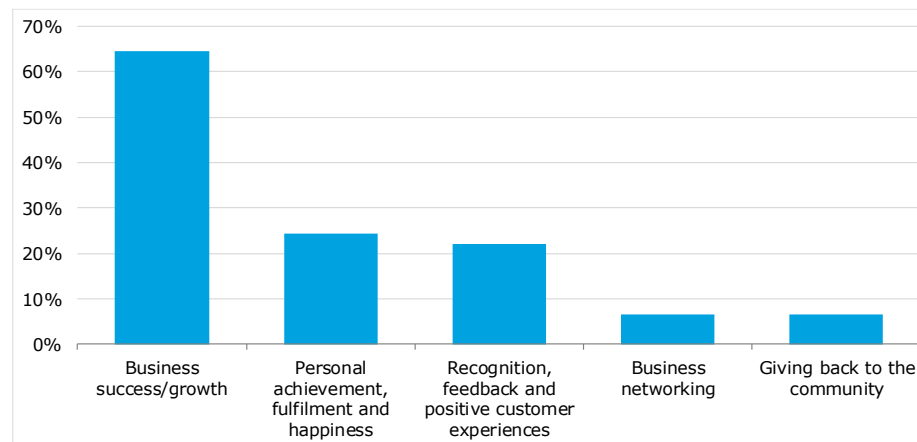 70%
60%
50%
40%
30%
20%
10%
0%
Business
success/growth
Personal
achievement,
fulfilment and
happiness
Recognition,
feedback and
positive customer
experiences
Business
networking
Giving back to the
community